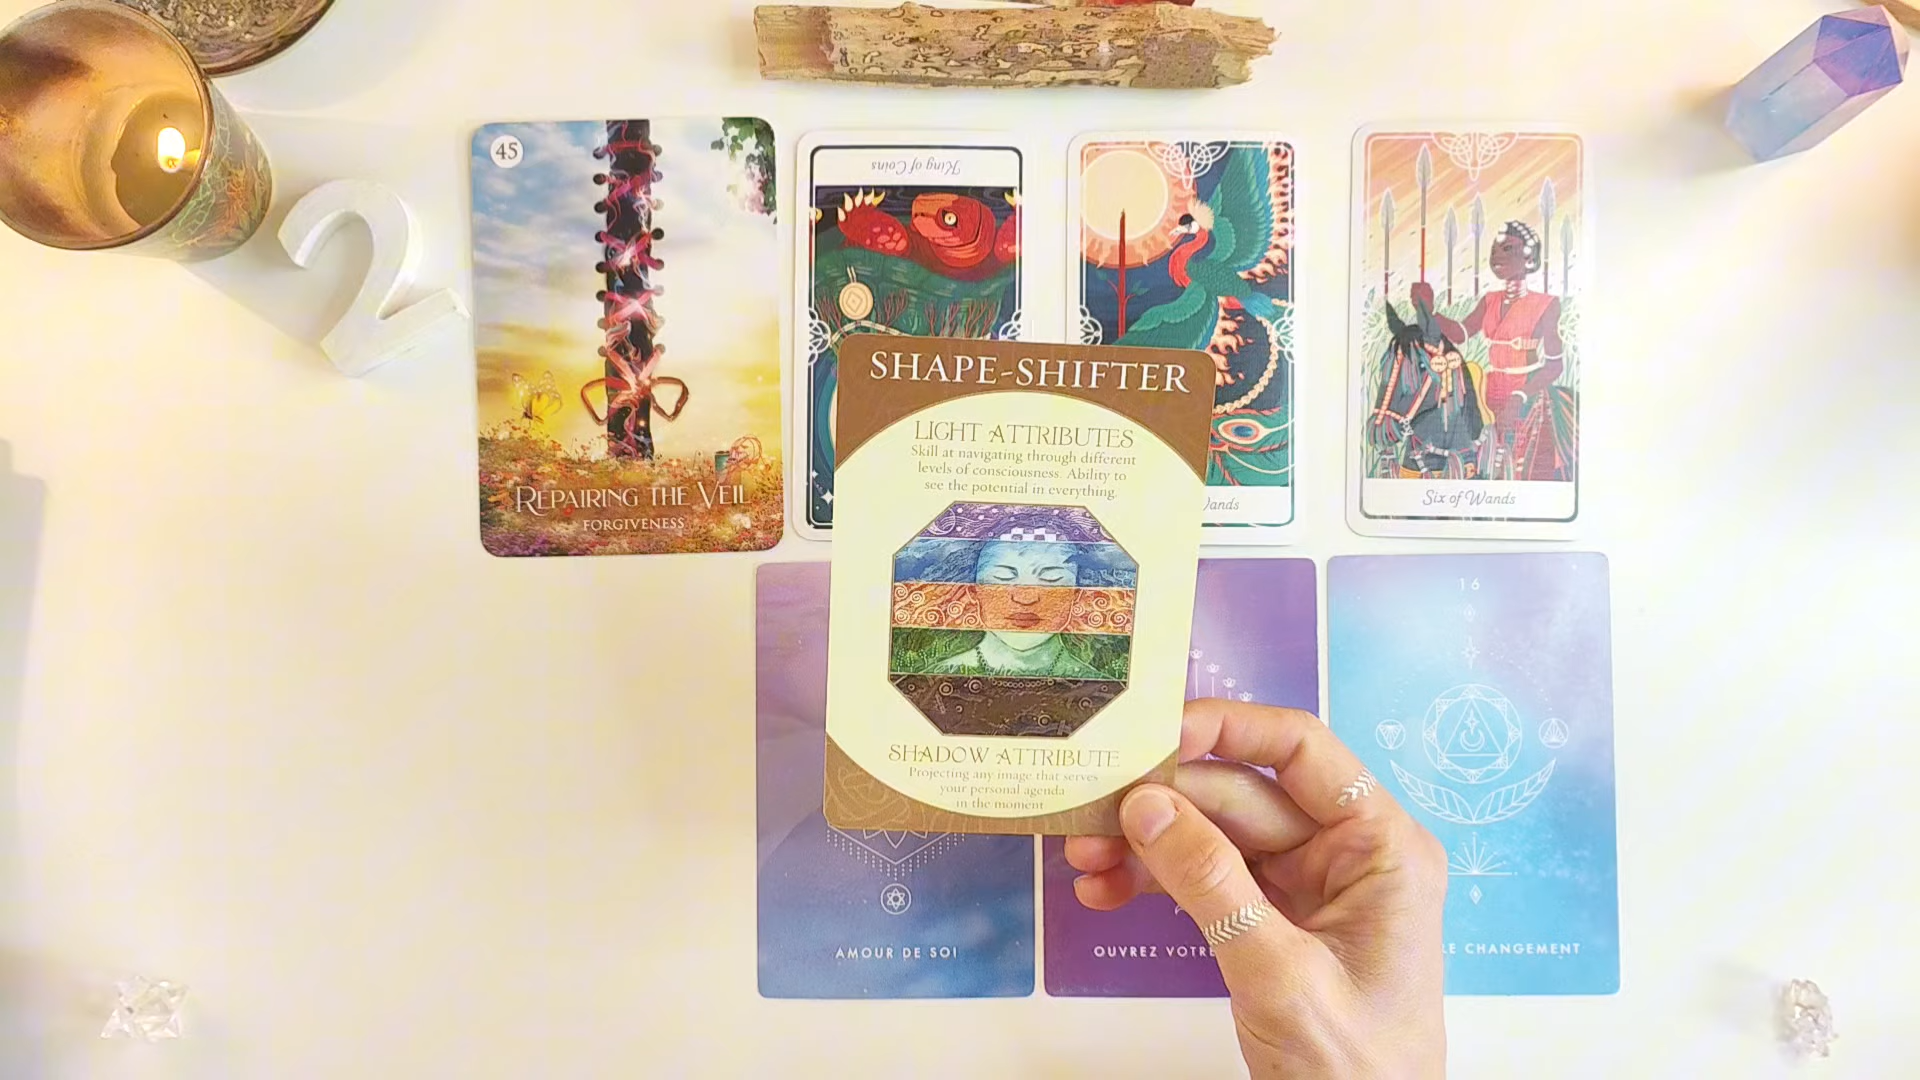 2
45
REPAIRING THE VEIL
FORGIVENESS
King of Coins
Wands
Six of Wands
SHAPE-SHIFTER
LIGHT ATTRIBUTES
Skill at navigating through different
levels of consciousness. Ability to
see the potential in everything.
SHADOW ATTRIBUTE
Projecting any image that serves
your personal agenda
in the moment
AMOUR DE SOI
OUVREZ VOTRE
16
LE CHANGEMENT